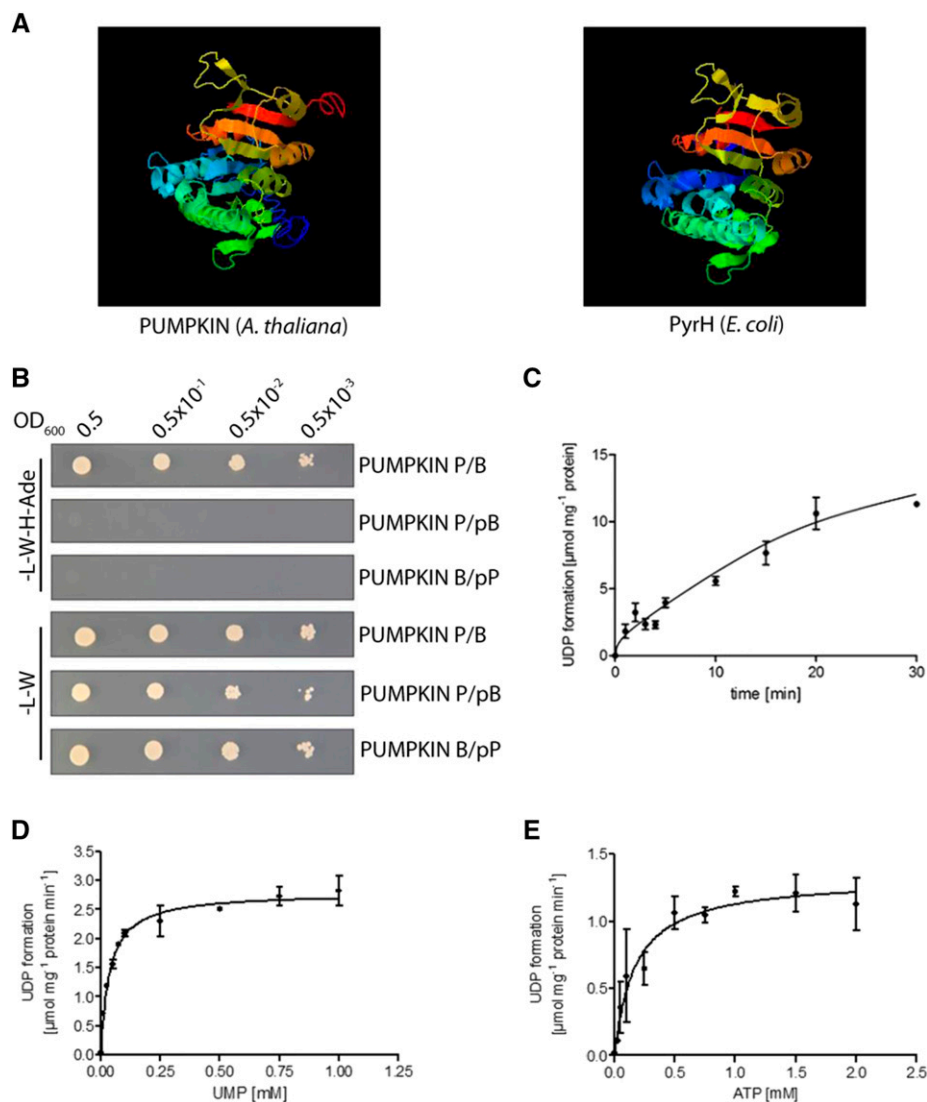 A
PUMPKIN (A. thaliana)
PyrH (E. coli)
B
OD600 0.5 0.5x10-1 0.5x10-2 0.5x10-3
-L-W-H-Ade
PUMPKIN P/B
PUMPKIN P/pB
PUMPKIN B/pP
-L-W
PUMPKIN P/B
PUMPKIN P/pB
PUMPKIN B/pP
C
UDP formation [µmol mg-1 protein]
15
10
5
0
0 10 20 30
time [min]
D
UDP formation
[µmol mg-1 protein min-1]
3.5
3.0
2.5
2.0
1.5
1.0
0.5
0.0
0.00 0.25 0.50 0.75 1.00 1.25
UMP [mM]
E
UDP formation
[µmol mg-1 protein min-1]
1.5
1.0
0.5
0.0
0.0 0.5 1.0 1.5 2.0 2.5
ATP [mM]